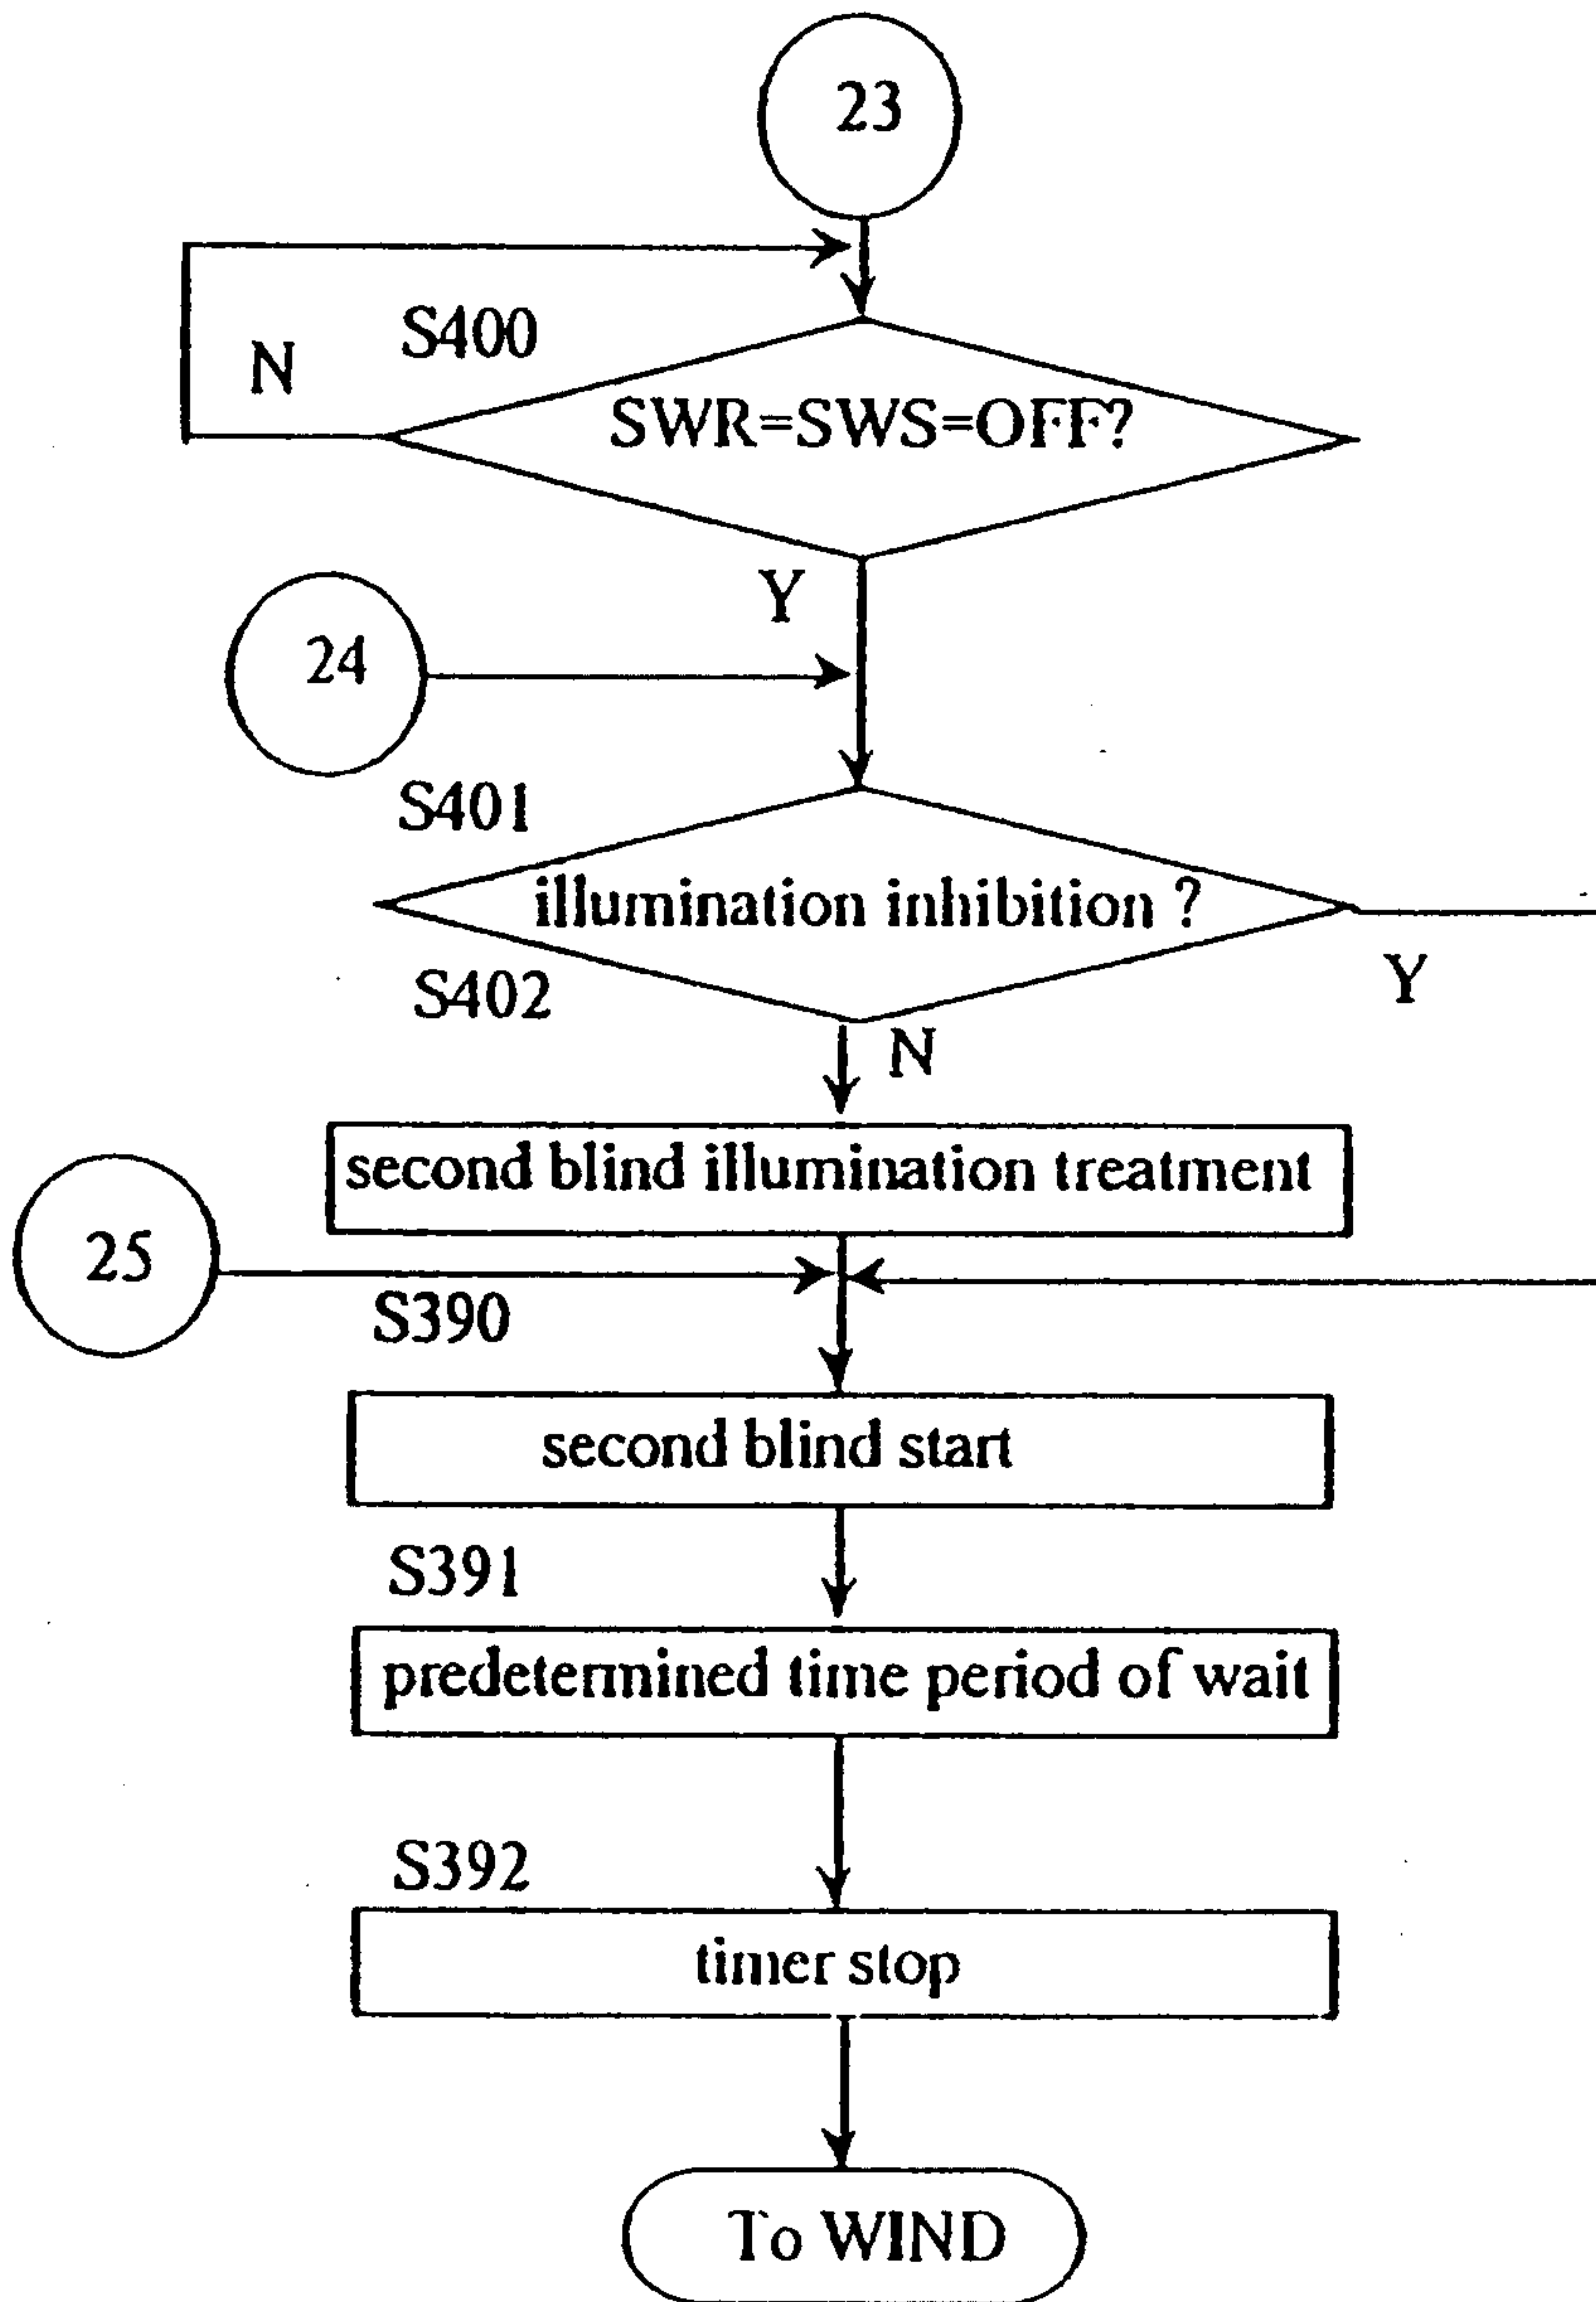 23
S400
N
SWR=SWS=OFF?
Y
24
S401
illumination inhibition ?
S402
Y
N
second blind illumination treatment
25
S390
second blind start
S391
predetermined time period of wait
S392
timer stop
To WIND